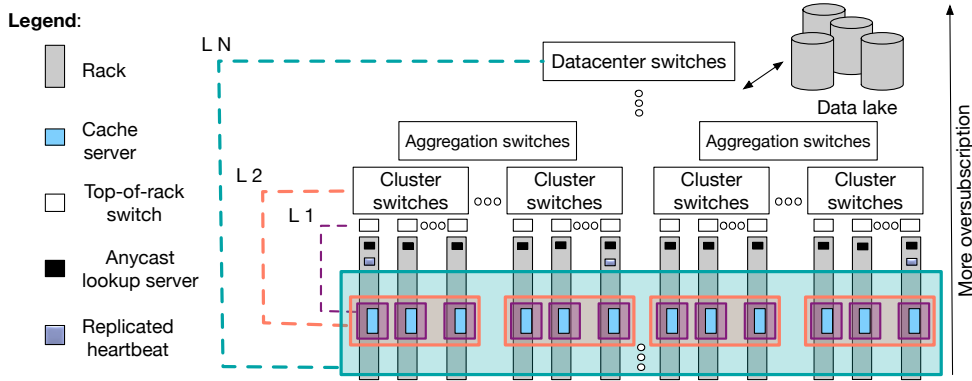 Legend:
Rack
Cache
server
Top-of-rack
switch
Anycast
lookup server
Replicated
heartbeat
L N
L 2
L 1
Datacenter switches
Data lake
Aggregation switches
Aggregation switches
Cluster
switches
Cluster
switches
Cluster
switches
Cluster
switches
More oversubscription